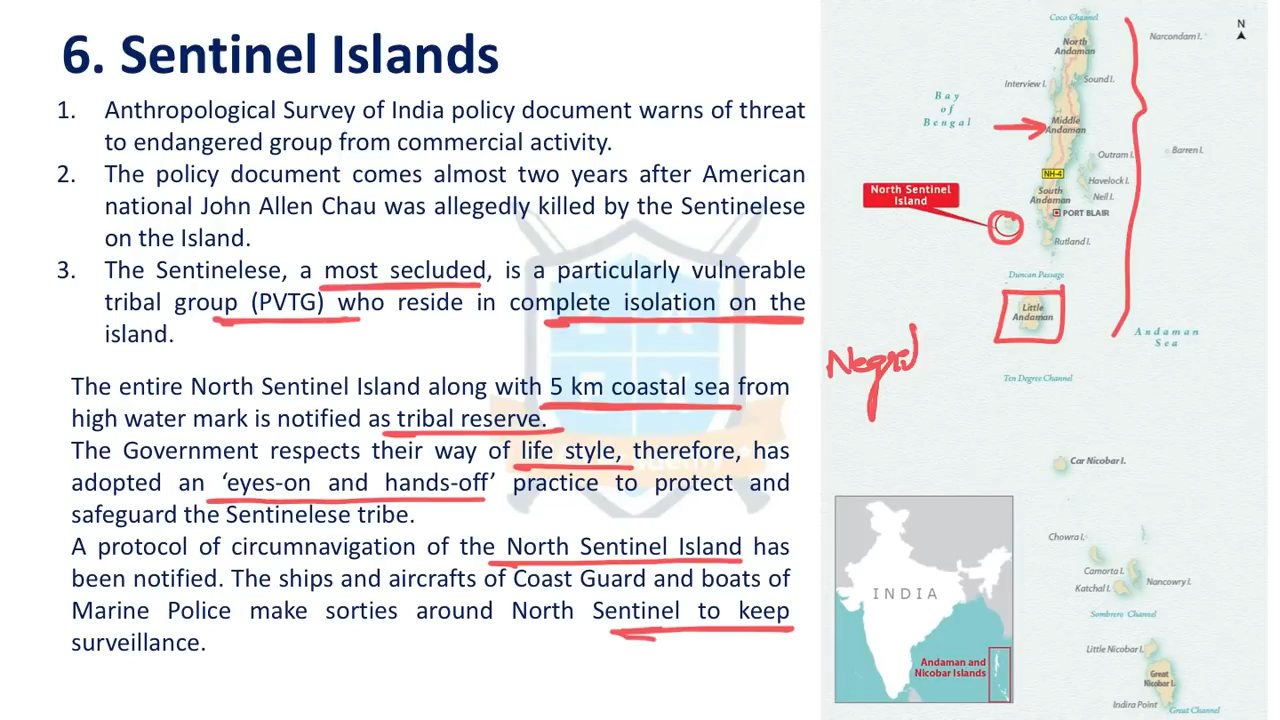 6. Sentinel Islands
1. Anthropological Survey of India policy document warns of threat
to endangered group from commercial activity.
2. The policy document comes almost two years after American
national John Allen Chau was allegedly killed by the Sentinelese
on the Island.
3. The Sentinelese, a most secluded, is a particularly vulnerable
tribal group (PVTG) who reside in complete isolation on the
island.
The entire North Sentinel Island along with 5 km coastal sea from
high water mark is notified as tribal reserve.
The Government respects their way of life style, therefore, has
adopted an ‘eyes-on and hands-off’ practice to protect and
safeguard the Sentinelese tribe.
A protocol of circumnavigation of the North Sentinel Island has
been notified. The ships and aircrafts of Coast Guard and boats of
Marine Police make sorties around North Sentinel to keep
surveillance.
Coco Channel
N
Narcondam I.
North
Andaman
Interview I.
Sound I.
Bay
of
Bengal
Middle
Andaman
Outram I.
Barren I.
NH-4
Havelock I.
North Sentinel
Island
South
Andaman
Neil I.
PORT BLAIR
Rutland I.
Duncan Passage
Little
Andaman
Andaman
Sea
Ten Degree Channel
Car Nicobar I.
Chowra I.
Camorta I.
Katchal I.
Nancowry I.
Sombrero Channel
Little Nicobar I.
Great
Nicobar I.
Indira Point
Great Channel
INDIA
Andaman and
Nicobar Islands